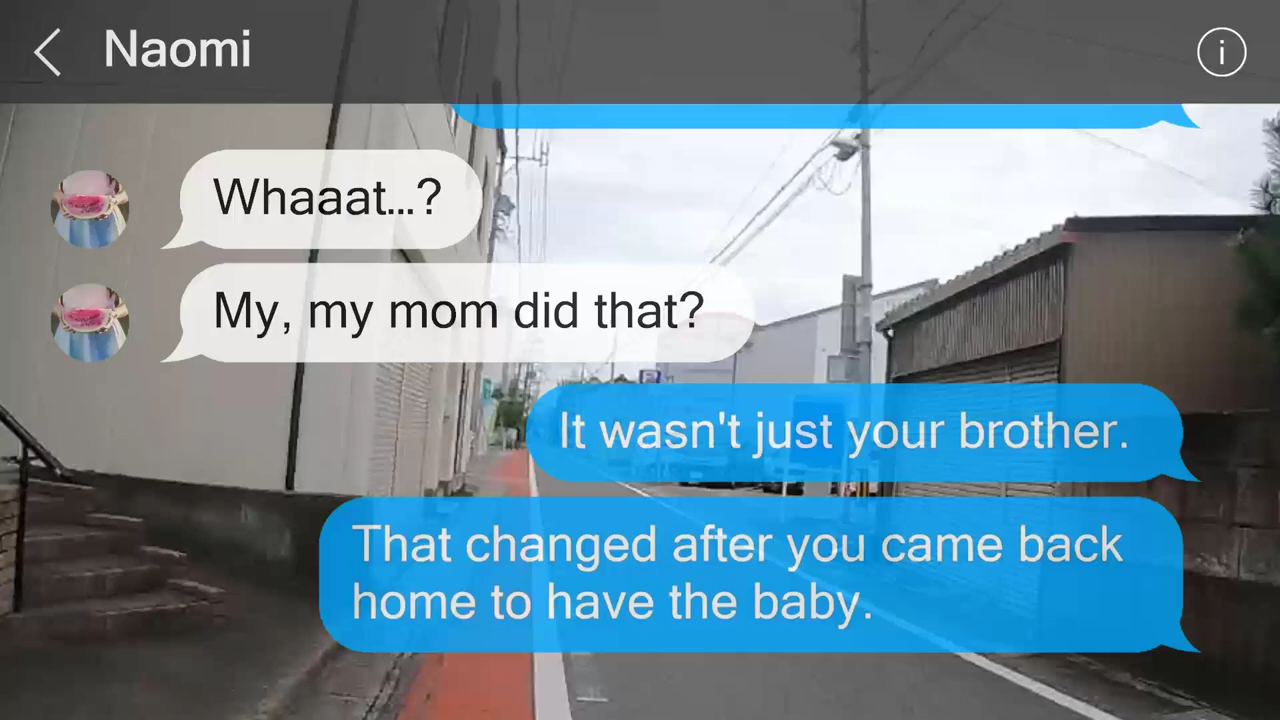 Naomi
i
Whaaat...?
My, my mom did that?
It wasn't just your brother.
That changed after you came back
home to have the baby.